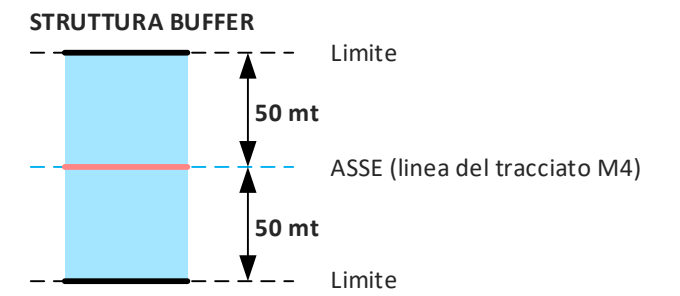 STRUTTURA BUFFER
Limite
50 mt
ASSE (linea del tracciato M4)
50 mt
Limite